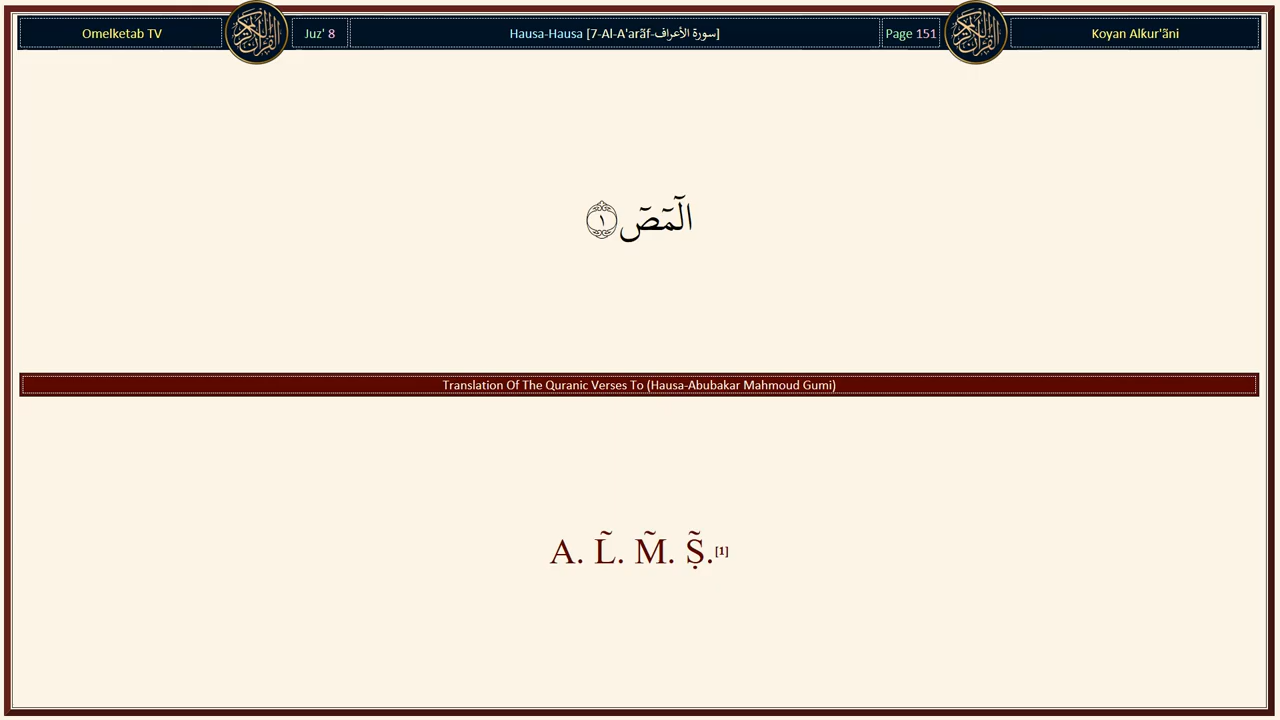 Omelketab TV
Juz' 8
Hausa-Hausa [7-Al-A'arãf-سورة الأعراف]
Page 151
Koyan Alƙur'ãni
الٓمٓصٓ ١
Translation Of The Quranic Verses To (Hausa-Abubakar Mahmoud Gumi)
A. L̃. M̃. Ṣ̃.[1]